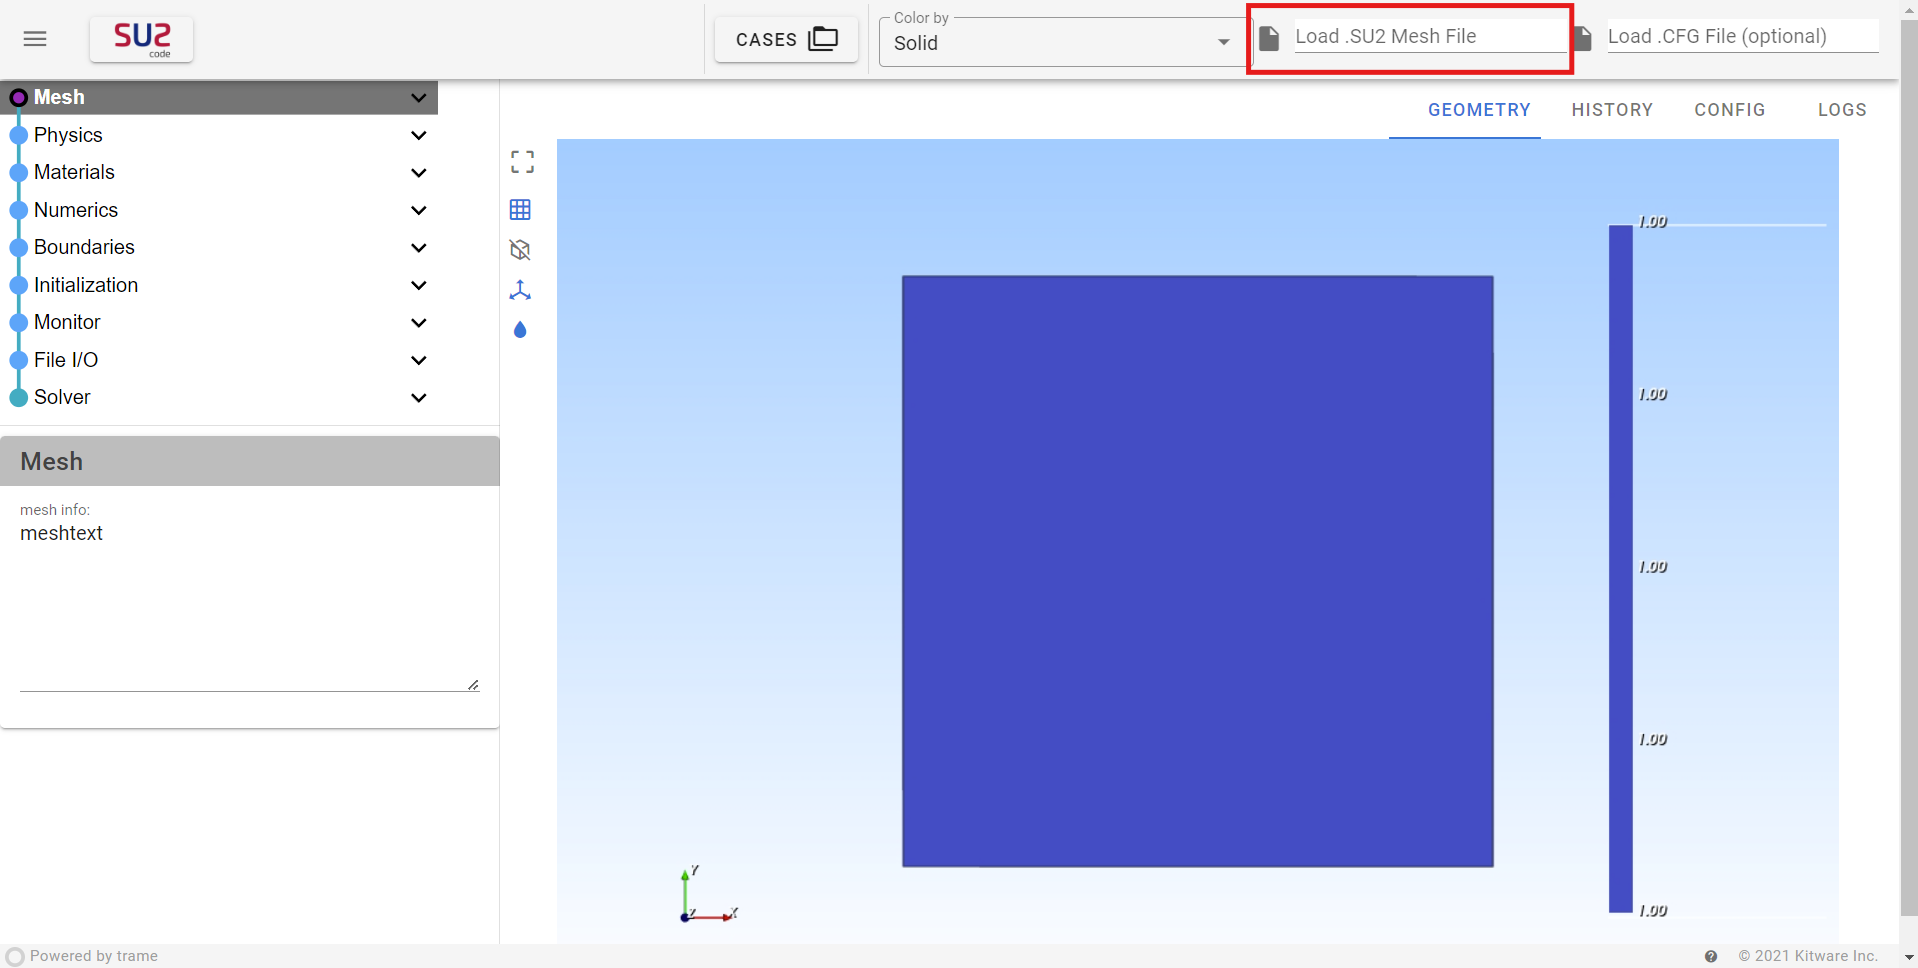 SU2
code
CASES
Color by
Solid
Load .SU2 Mesh File
Load .CFG File (optional)
Mesh
Physics
Materials
Numerics
Boundaries
Initialization
Monitor
File I/O
Solver
Mesh
mesh info:
meshtext
GEOMETRY
HISTORY
CONFIG
LOGS
1.00
1.00
1.00
1.00
1.00
Y
Z
X
Powered by trame
© 2021 Kitware Inc.